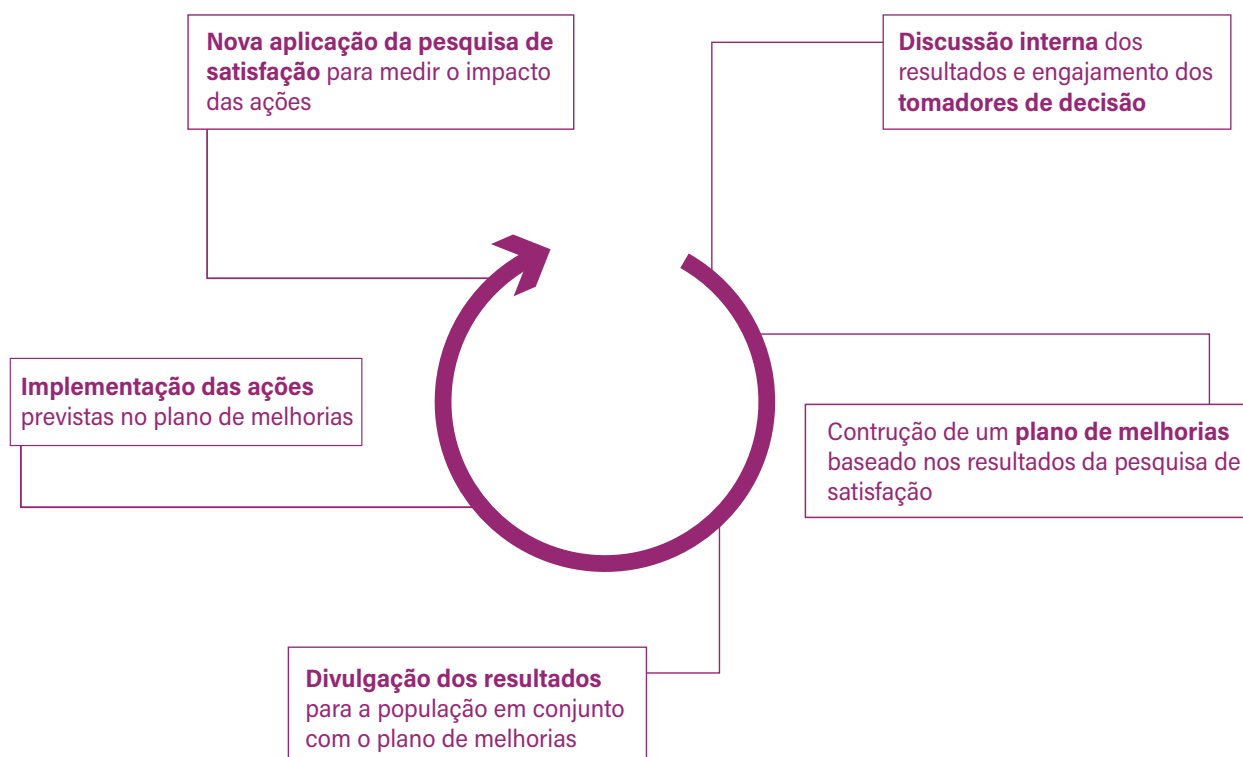 Nova aplicação da pesquisa de
satisfação para medir o impacto
das ações
Discussão interna dos
resultados e engajamento dos
tomadores de decisão
Implementação das ações
previstas no plano de melhorias
Contrução de um plano de melhorias
baseado nos resultados da pesquisa de
satisfação
Divulgação dos resultados
para a população em conjunto
com o plano de melhorias